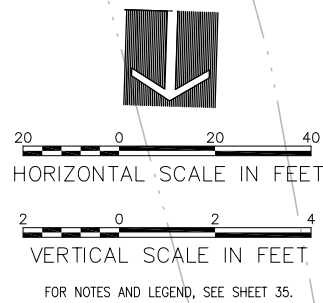 20 0 20 40
HORIZONTAL SCALE IN FEET
2 0 2 4
VERTICAL SCALE IN FEET
FOR NOTES AND LEGEND, SEE SHEET 35.